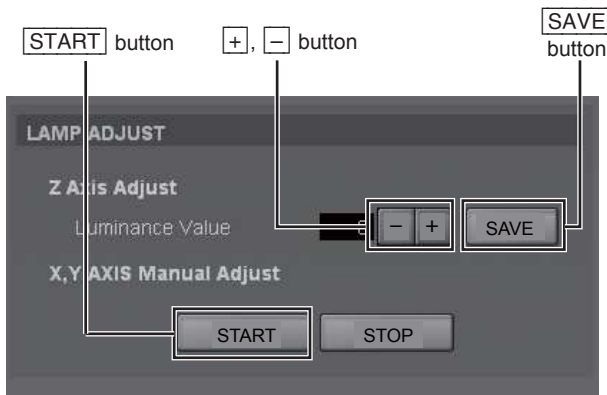 START button
+, − button
SAVE
button
LAMP ADJUST
Z Axis Adjust
Luminance Value
− + SAVE
X,Y AXIS Manual Adjust
START STOP